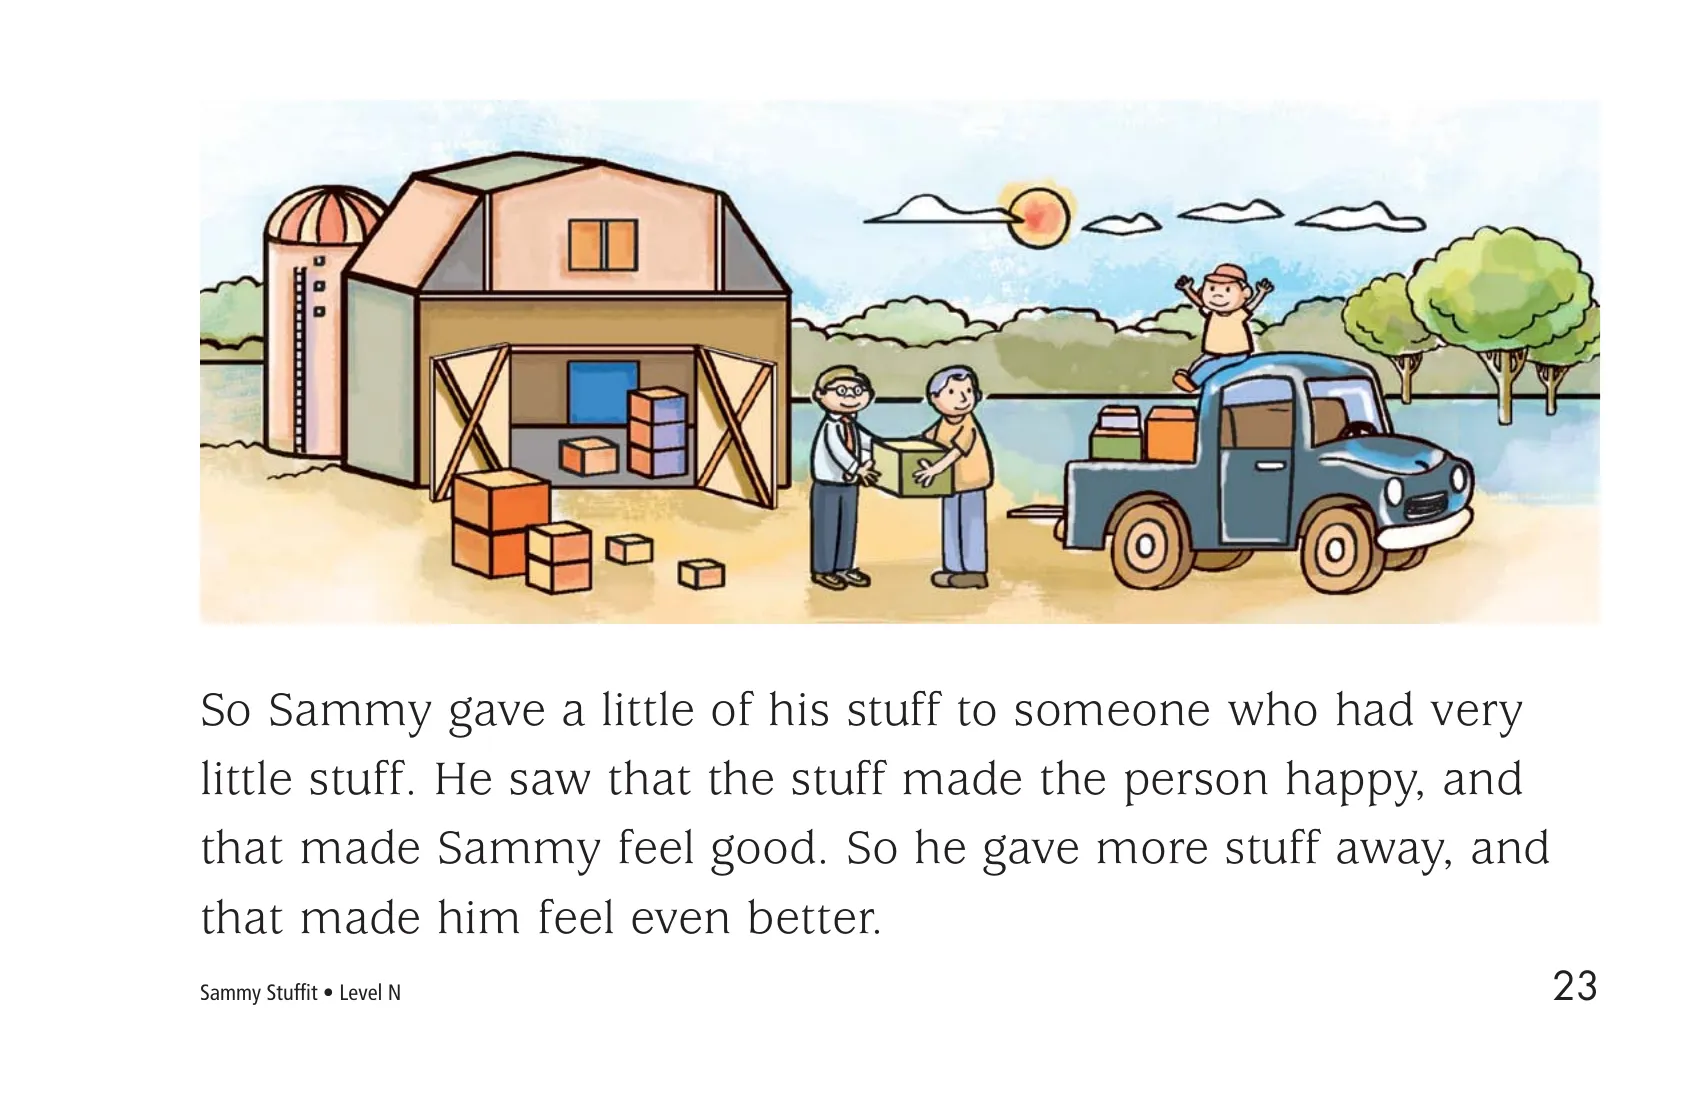 So Sammy gave a little of his stuff to someone who had very
little stuff. He saw that the stuff made the person happy, and
that made Sammy feel good. So he gave more stuff away, and
that made him feel even better.
Sammy Stuffit • Level N
23